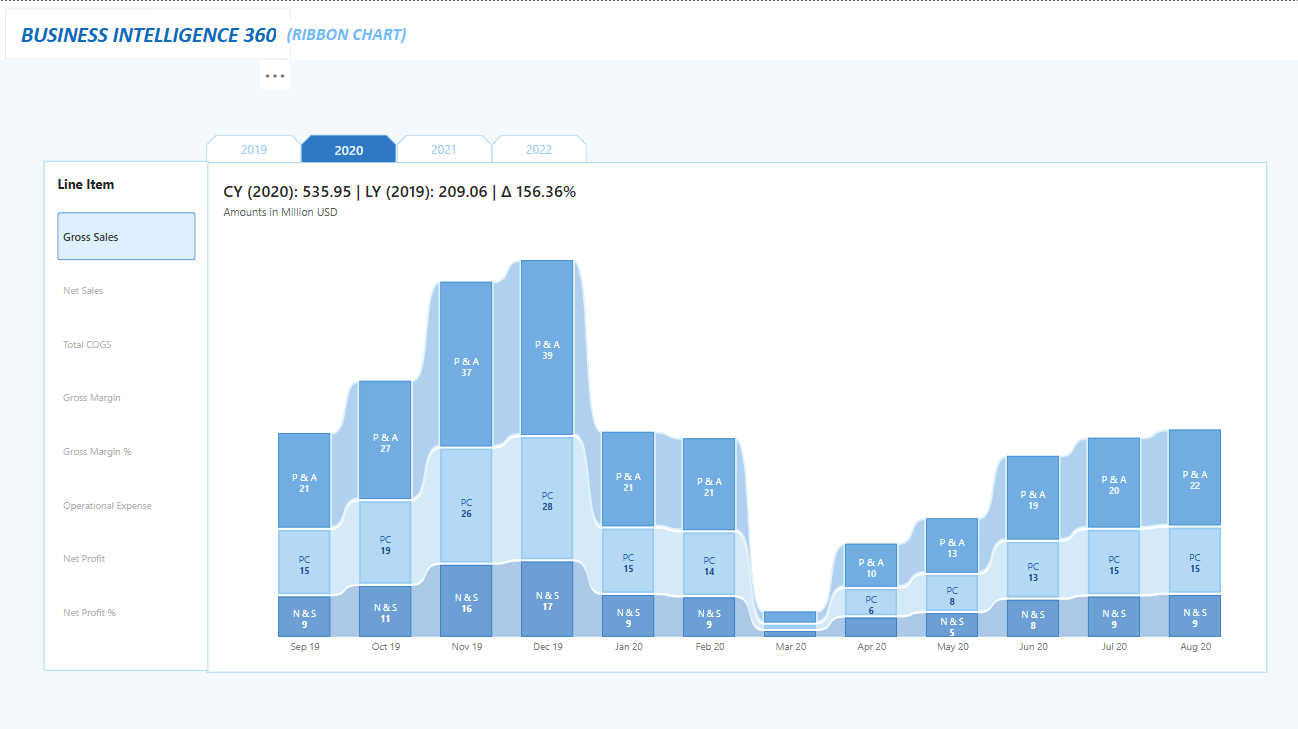 BUSINESS INTELLIGENCE 360 (RIBBON CHART)
...
2019 2020 2021 2022
Line Item
Gross Sales
Net Sales
Total COGS
Gross Margin
Gross Margin %
Operational Expense
Net Profit
Net Profit %
CY (2020): 535.95 | LY (2019): 209.06 | Δ 156.36%
Amounts in Million USD
P & A
21
PC
15
N & S
9
P & A
27
PC
19
N & S
11
P & A
37
PC
26
N & S
16
P & A
39
PC
28
N & S
17
P & A
21
PC
15
N & S
9
P & A
21
PC
14
N & S
9
P & A
10
PC
6
P & A
13
PC
8
N & S
5
P & A
19
PC
13
N & S
8
P & A
20
PC
15
N & S
9
P & A
22
PC
15
N & S
9
Sep 19 Oct 19 Nov 19 Dec 19 Jan 20 Feb 20 Mar 20 Apr 20 May 20 Jun 20 Jul 20 Aug 20